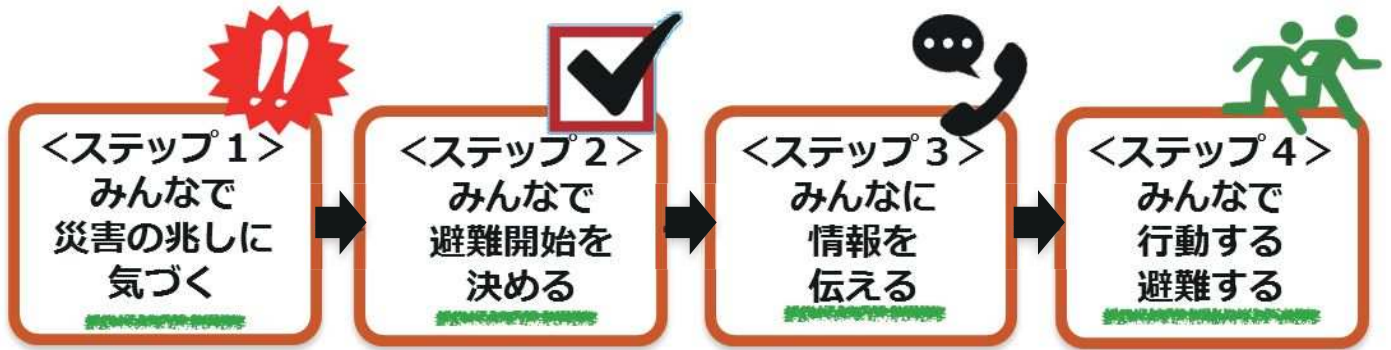 ＜ステップ１＞
みんなで
災害の兆しに
気づく
＜ステップ２＞
みんなで
避難開始を
決める
＜ステップ３＞
みんなに
情報を
伝える
＜ステップ４＞
みんなで
行動する
避難する